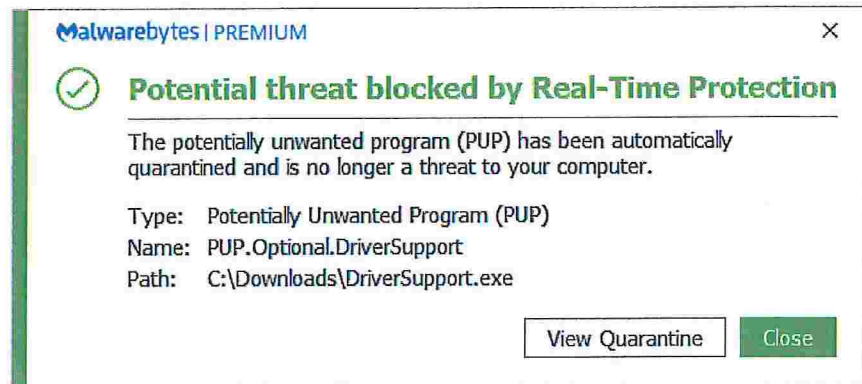 Malwarebytes | PREMIUM
Potential threat blocked by Real-Time Protection
The potentially unwanted program (PUP) has been automatically
quarantined and is no longer a threat to your computer.
Type: Potentially Unwanted Program (PUP)
Name: PUP.Optional.DriverSupport
Path: C:\Downloads\DriverSupport.exe
View Quarantine Close